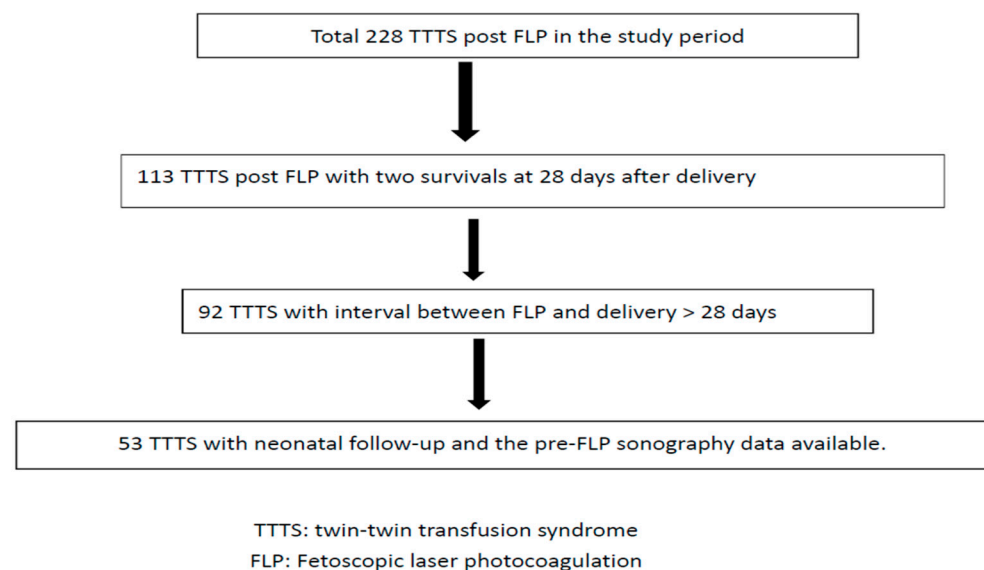 Total 228 TTTS post FLP in the study period
113 TTTS post FLP with two survivals at 28 days after delivery
92 TTTS with interval between FLP and delivery > 28 days
53 TTTS with neonatal follow-up and the pre-FLP sonography data available.
TTTS: twin-twin transfusion syndrome
FLP: Fetoscopic laser photocoagulation